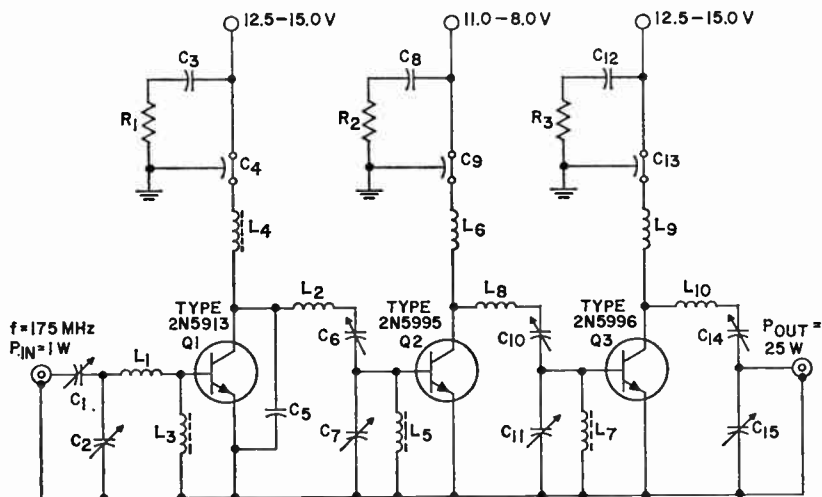 12.5–15.0 V
11.0–8.0 V
12.5–15.0 V
C3
C8
C12
R1
R2
R3
C4
C9
C13
L4
L6
L9
TYPE
2N5913
Q1
L2
TYPE
2N5995
Q2
L8
TYPE
2N5996
Q3
L10
f=175 MHz
PIN=1 W
C6
C10
C14
POUT=
25 W
L1
C1
C2
L3
C5
C7
L5
C11
L7
C15